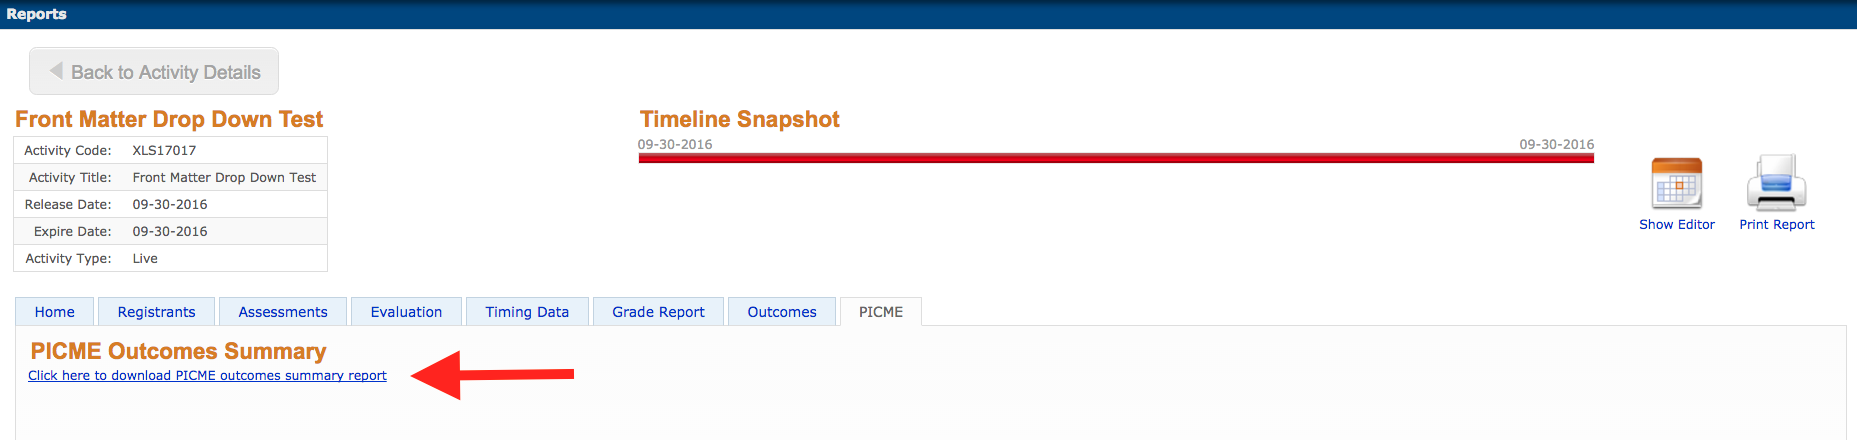 Reports
Back to Activity Details
Front Matter Drop Down Test
Activity Code: XLS17017
Activity Title: Front Matter Drop Down Test
Release Date: 09-30-2016
Expire Date: 09-30-2016
Activity Type: Live
Timeline Snapshot
09-30-2016 09-30-2016
Show Editor Print Report
Home Registrants Assessments Evaluation Timing Data Grade Report Outcomes PICME
PICME Outcomes Summary
Click here to download PICME outcomes summary report